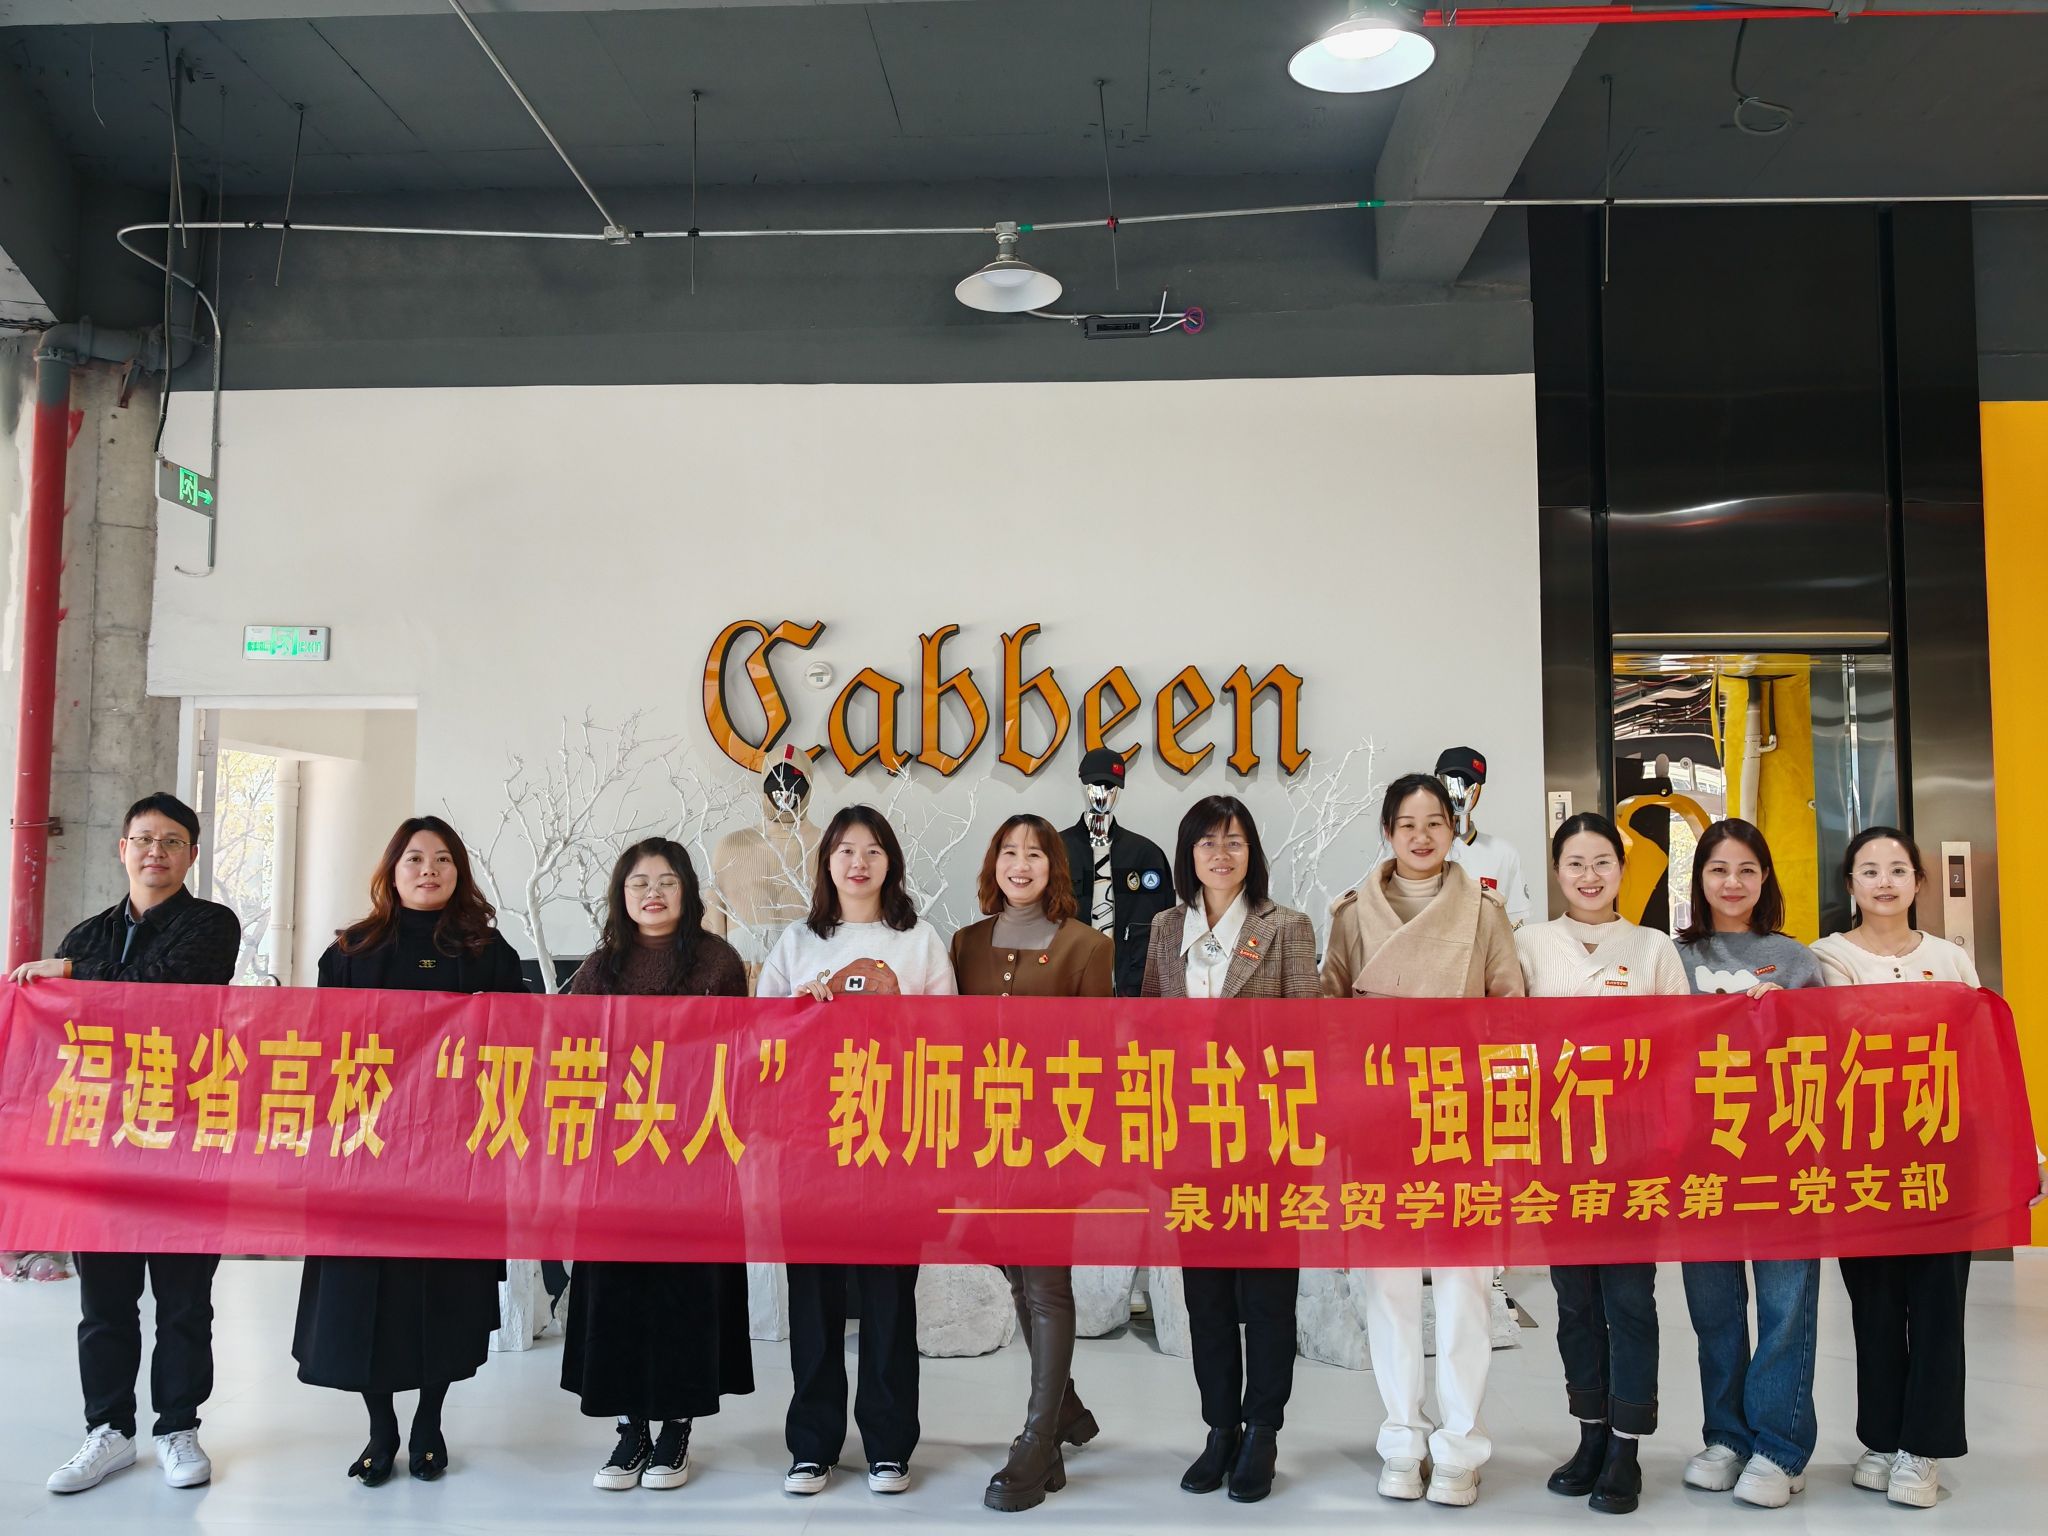 Cabbeen
福建省高校“双带头人”教师党支部书记“强国行”专项行动
———泉州经贸学院会审系第二党支部
H
2